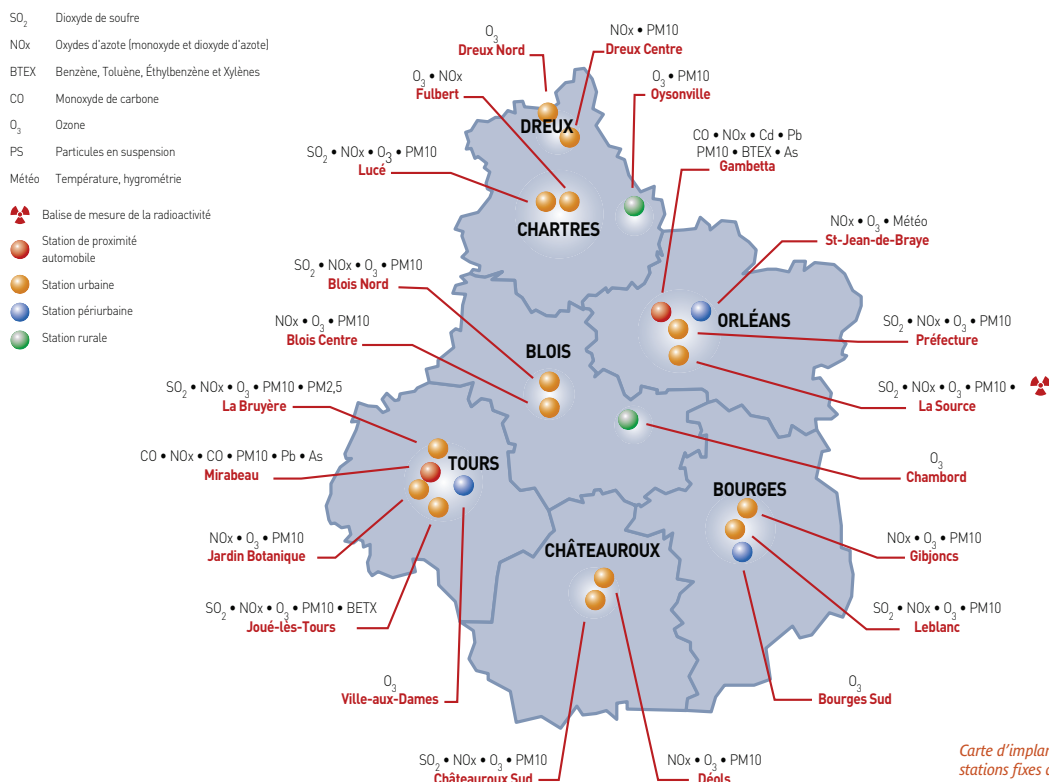 SO₂ Dioxyde de soufre
NOx Oxydes d'azote (monoxyde et dioxyde d'azote)
BTEX Benzène, Toluène, Éthylbenzène et Xylènes
CO Monoxyde de carbone
O₃ Ozone
PS Particules en suspension
Météo Température, hygrométrie
Balise de mesure de la radioactivité
Station de proximité
automobile
Station urbaine
Station périurbaine
Station rurale
O₃
Dreux Nord
NOx • PM10
Dreux Centre
O₃ • NOx
Fulbert
O₃ • PM10
Oysonville
DREUX
SO₂ • NOx • O₃ • PM10
Lucé
CO • NOx • Cd • Pb
PM10 • BTEX • As
Gambetta
CHARTRES
NOx • O₃ • Météo
St-Jean-de-Braye
SO₂ • NOx • O₃ • PM10
Blois Nord
NOx • O₃ • PM10
Blois Centre
ORLÉANS
SO₂ • NOx • O₃ • PM10
Préfecture
BLOIS
SO₂ • NOx • O₃ • PM10 • PM2,5
La Bruyère
SO₂ • NOx • O₃ • PM10 •
La Source
CO • NOx • CO • PM10 • Pb • As
Mirabeau
TOURS
O₃
Chambord
BOURGES
NOx • O₃ • PM10
Jardin Botanique
CHÂTEAUROUX
NOx • O₃ • PM10
Gibjoncs
SO₂ • NOx • O₃ • PM10 • BETX
Joué-lès-Tours
SO₂ • NOx • O₃ • PM10
Leblanc
O₃
Ville-aux-Dames
O₃
Bourges Sud
SO₂ • NOx • O₃ • PM10
Châteauroux Sud
NOx • O₃ • PM10
Déols
Carte d'implan
stations fixes